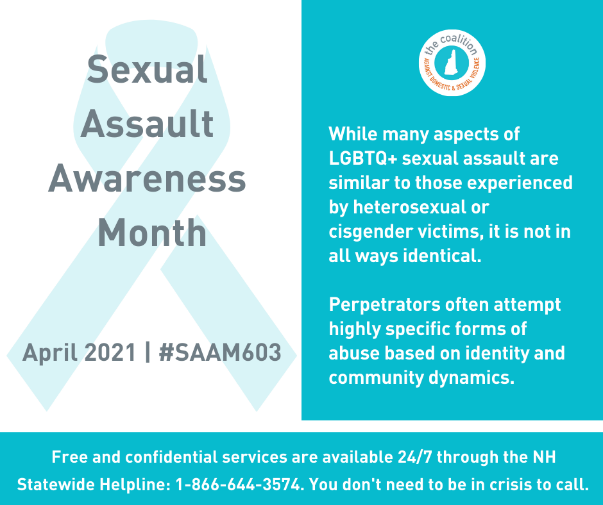 Sexual
Assault
Awareness
Month
April 2021 | #SAAM603
the coalition
AGAINST DOMESTIC & SEXUAL VIOLENCE
While many aspects of
LGBTQ+ sexual assault are
similar to those experienced
by heterosexual or
cisgender victims, it is not in
all ways identical.
Perpetrators often attempt
highly specific forms of
abuse based on identity and
community dynamics.
Free and confidential services are available 24/7 through the NH
Statewide Helpline: 1-866-644-3574. You don't need to be in crisis to call.